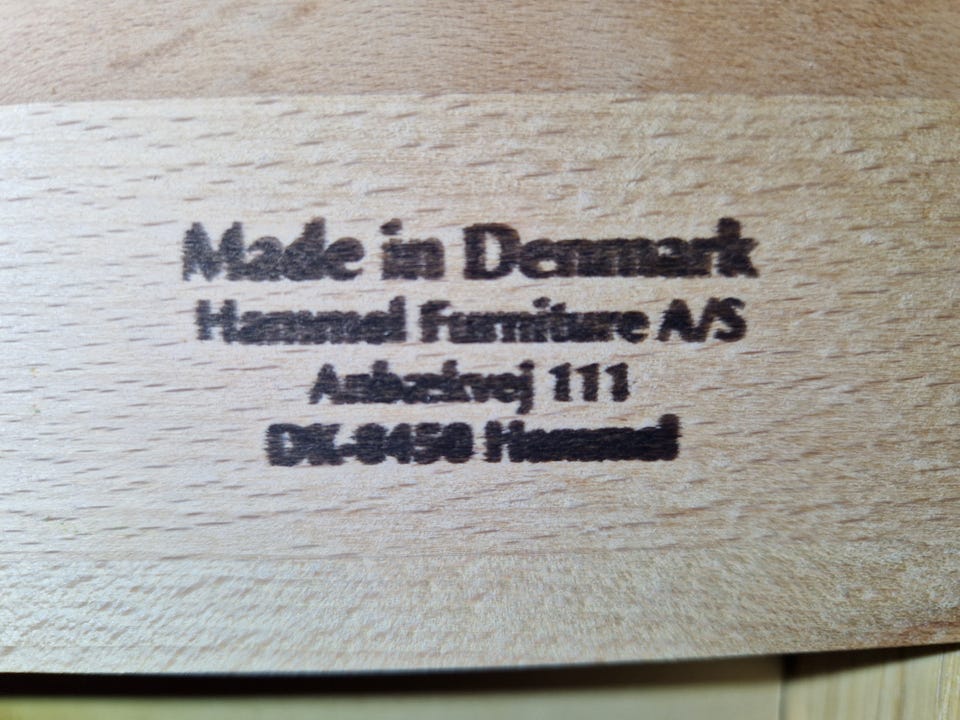 Made in Denmark
Hammel Furniture A/S
Anbækvej 111
DK-8450 Hammel